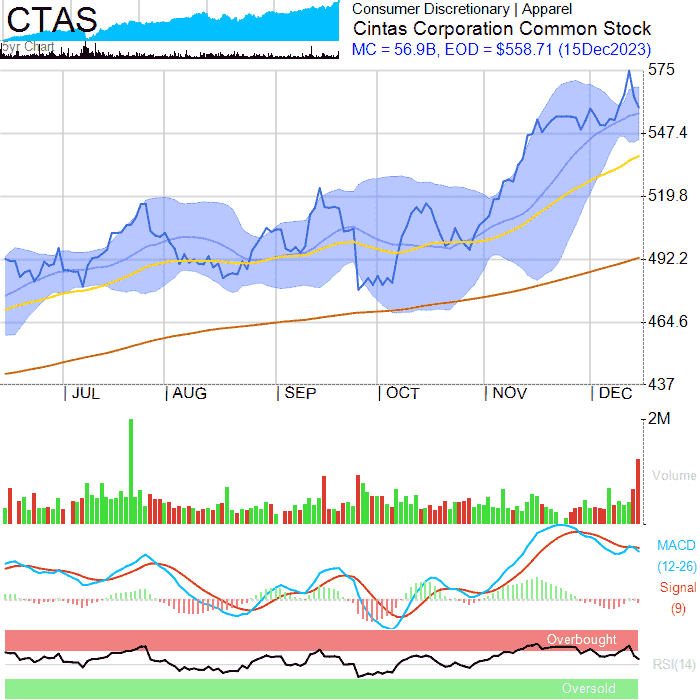 CTAS
Consumer Discretionary | Apparel
Cintas Corporation Common Stock
MC = 56.9B, EOD = $558.71 (15Dec2023)
Chart
575
547.4
519.8
492.2
464.6
437
JUL
AUG
SEP
OCT
NOV
DEC
2M
Volume
MACD
(12-26)
Signal
(9)
Overbought
RSI(14)
Oversold